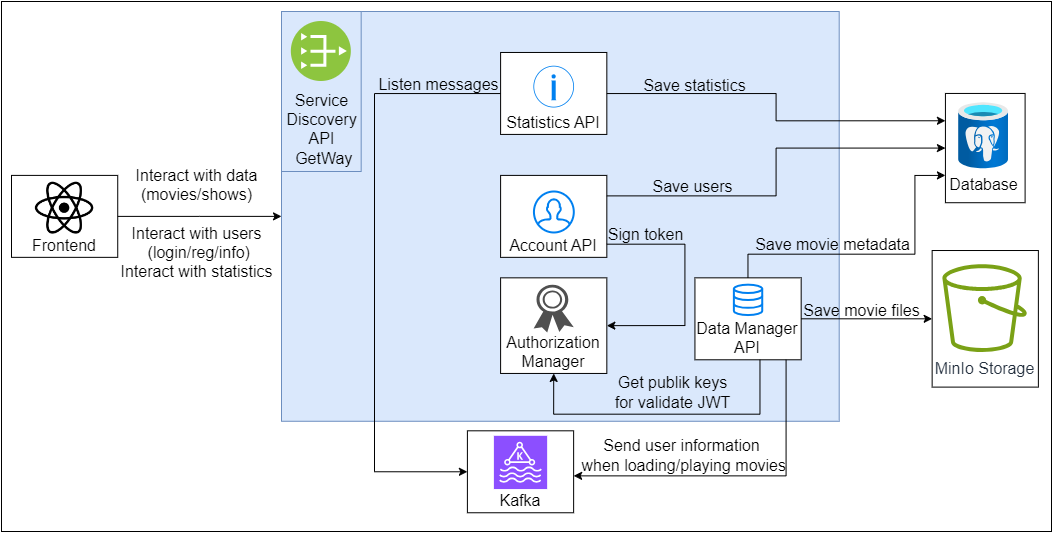 Service
Discovery
API
GetWay
Listen messages
i
Statistics API
Save statistics
Database
Interact with data
(movies/shows)
Frontend
Interact with users
(login/reg/info)
Interact with statistics
Account API
Save users
Sign token
Save movie metadata
Authorization
Manager
Data Manager
API
Save movie files
MinIo Storage
Get publik keys
for validate JWT
K
Kafka
Send user information
when loading/playing movies